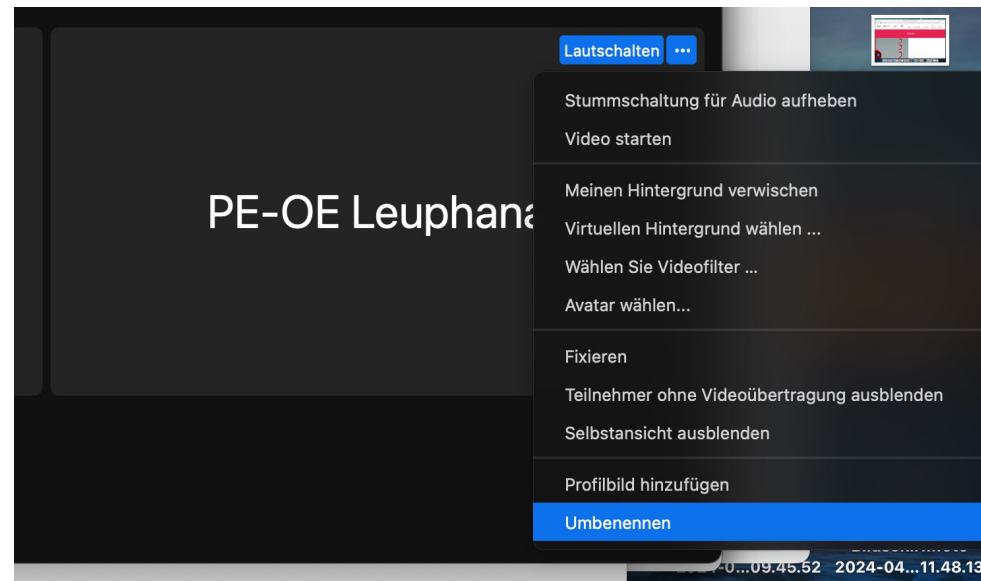 Lautschalten ...
Stummschaltung für Audio aufheben
Video starten
Meinen Hintergrund verwischen
PE-OE Leuphana
Virtuellen Hintergrund wählen ...
Wählen Sie Videofilter ...
Avatar wählen...
Fixieren
Teilnehmer ohne Videoübertragung ausblenden
Selbstansicht ausblenden
Profilbild hinzufügen
Umbenennen
2024-04...11.48.13